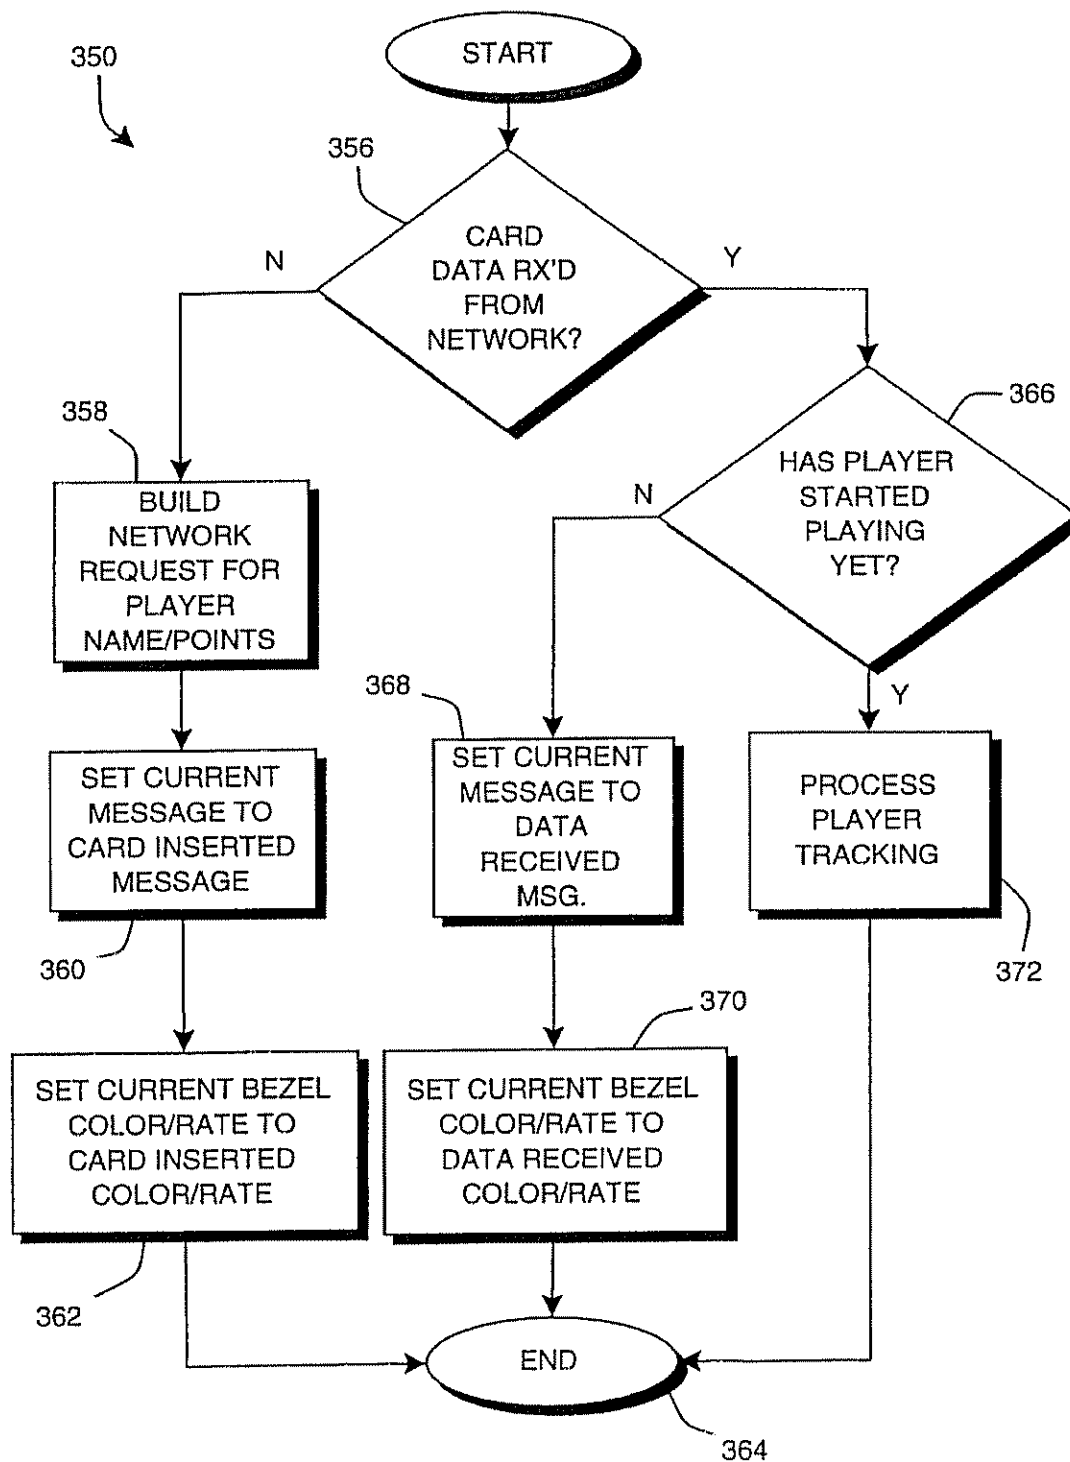 START
350
356
CARD
DATA RX'D
FROM
NETWORK?
N
Y
366
HAS PLAYER
STARTED
PLAYING
YET?
N
Y
358
BUILD
NETWORK
REQUEST FOR
PLAYER
NAME/POINTS
368
SET CURRENT
MESSAGE TO
CARD INSERTED
MESSAGE
360
SET CURRENT
MESSAGE TO
DATA
RECEIVED
MSG.
PROCESS
PLAYER
TRACKING
372
370
SET CURRENT BEZEL
COLOR/RATE TO
CARD INSERTED
COLOR/RATE
362
SET CURRENT BEZEL
COLOR/RATE TO
DATA RECEIVED
COLOR/RATE
END
364